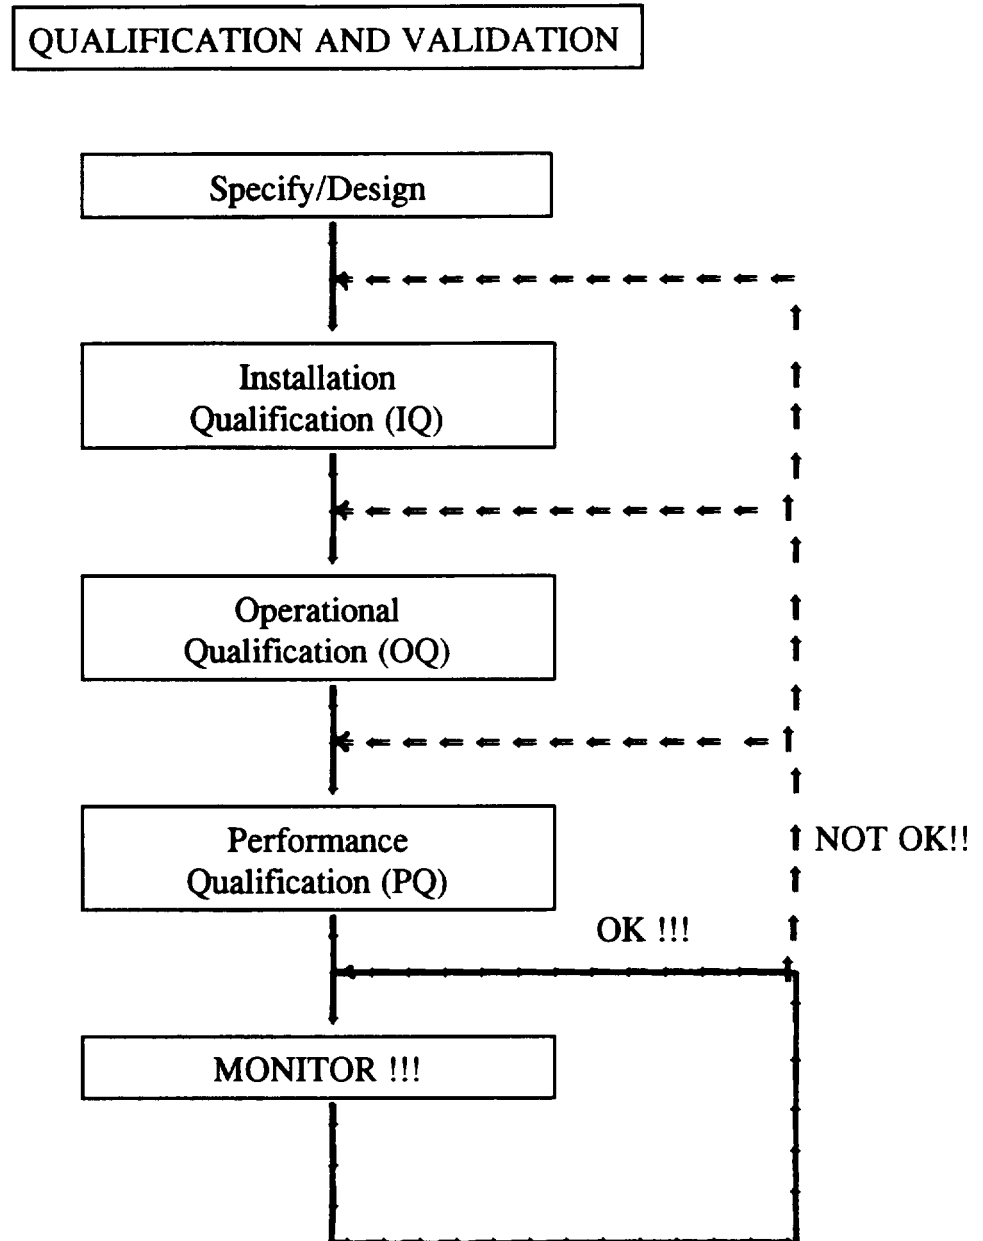 QUALIFICATION AND VALIDATION
Specify/Design
Installation
Qualification (IQ)
Operational
Qualification (OQ)
Performance
Qualification (PQ)
NOT OK!!
OK !!!
MONITOR !!!